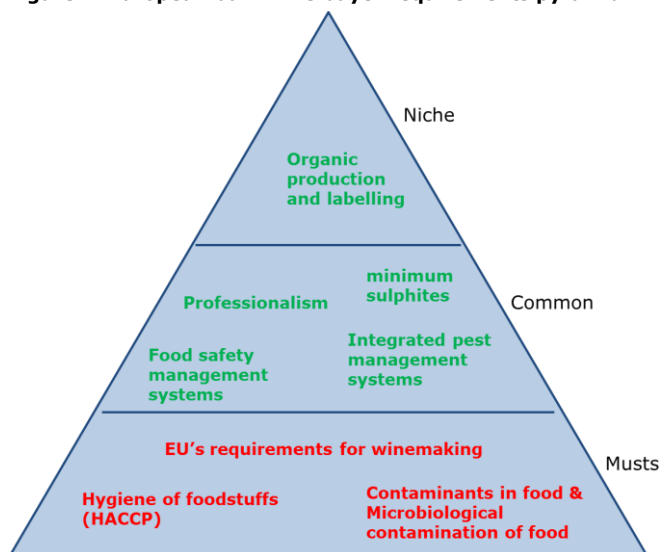 Niche
Organic
production
and labelling
minimum
sulphites
Professionalism
Common
Integrated pest
management
systems
Food safety
management
systems
EU's requirements for winemaking
Musts
Hygiene of foodstuffs
(HACCP)
Contaminants in food &
Microbiological
contamination of food